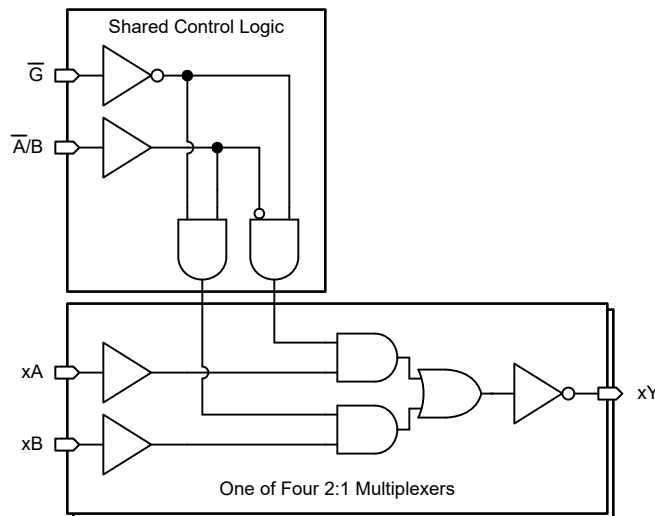 Shared Control Logic
G̅
A̅/B
xA
xB
xY
One of Four 2:1 Multiplexers